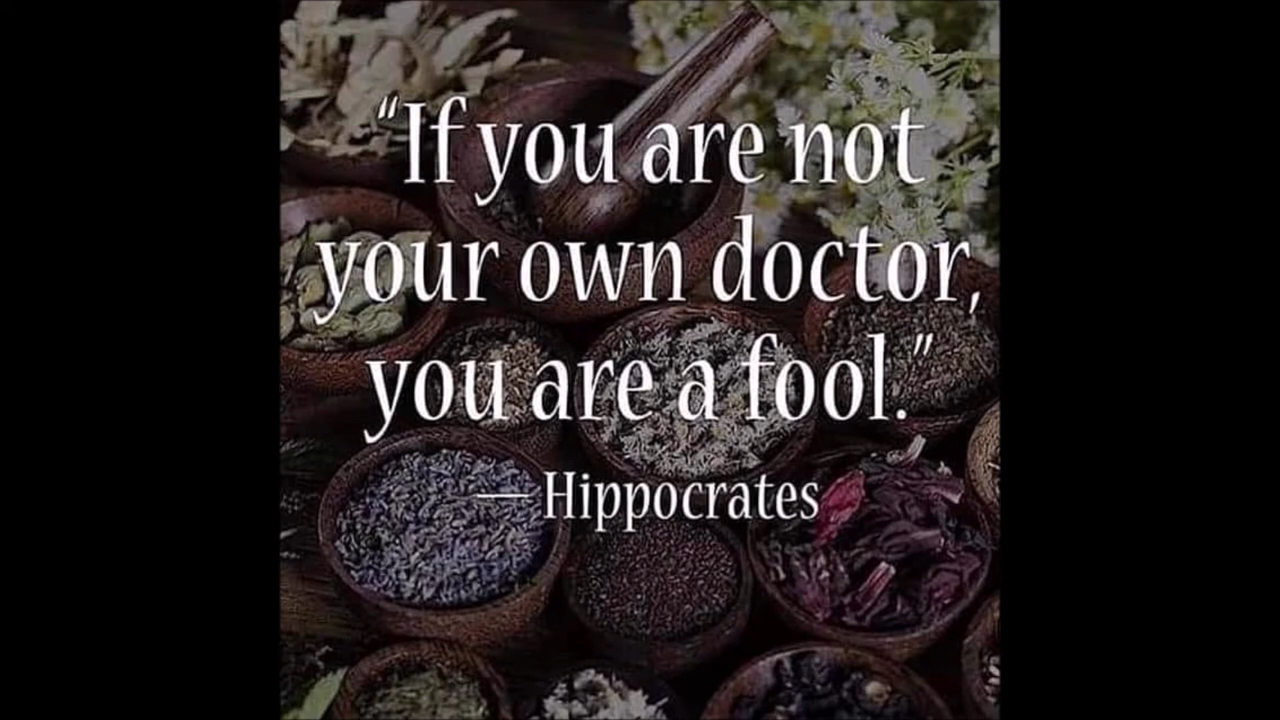 “If you are not
your own doctor,
you are a fool.”
— Hippocrates